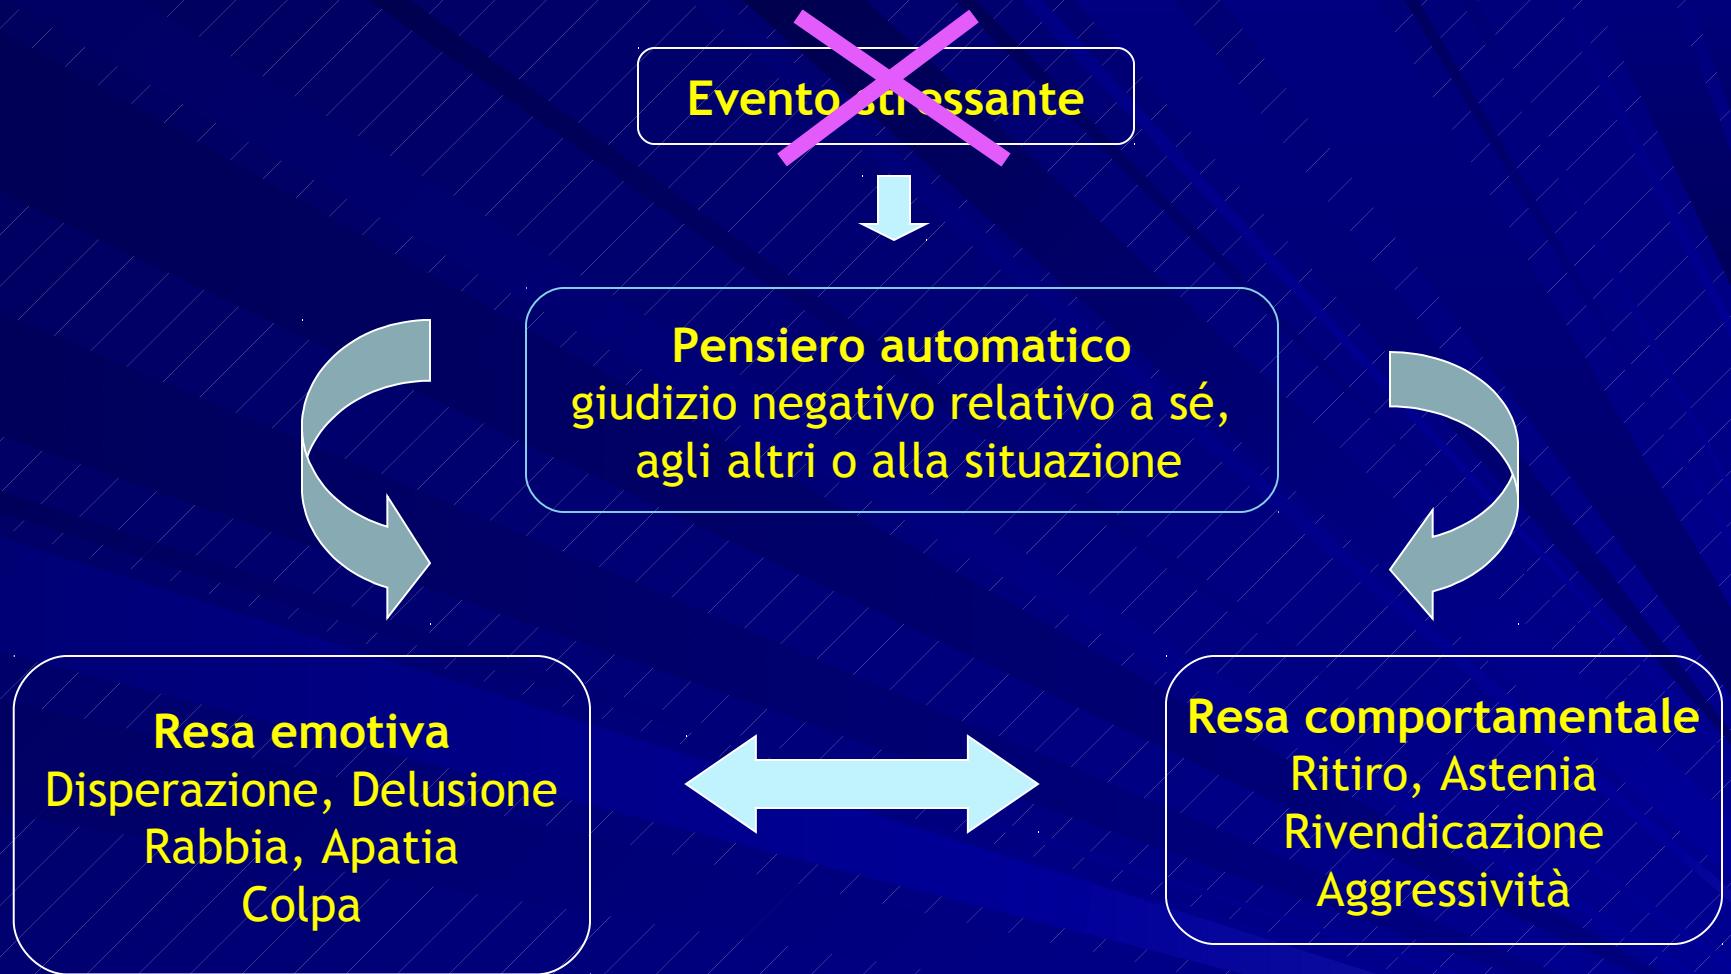 Evento stressante
Pensiero automatico
giudizio negativo relativo a sé,
agli altri o alla situazione
Resa emotiva
Disperazione, Delusione
Rabbia, Apatia
Colpa
Resa comportamentale
Ritiro, Astenia
Rivendicazione
Aggressività